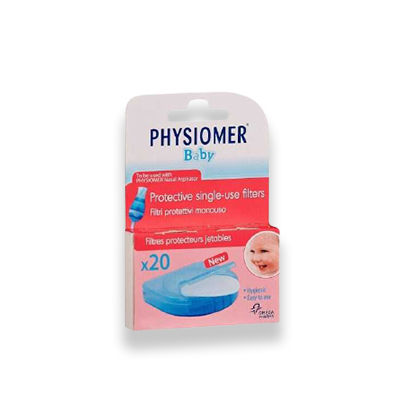 PHYSIOMER®
Baby
To be used with
PHYSIOMER Nasal Aspirator
Protective single-use filters
Filtri protettivi monouso
Filtres protecteurs jetables
x20
New
• Hygienic
• Easy to use
OMEGA